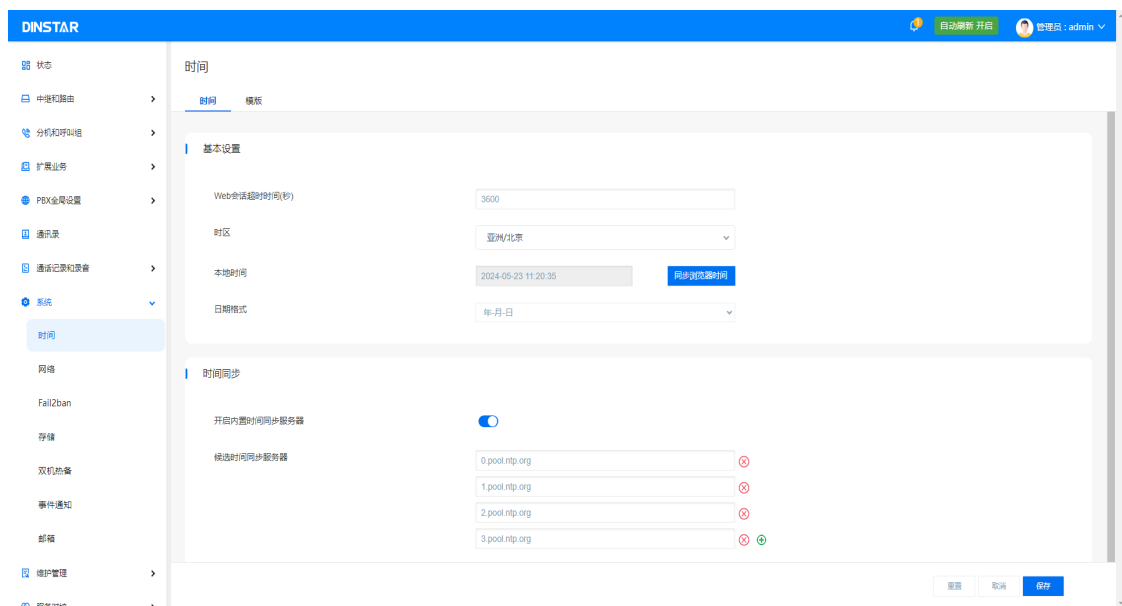 DINSTAR
自动刷新 开启
管理员 : admin
状态
中继和路由
分机和呼叫组
扩展业务
PBX全局设置
通讯录
通话记录和录音
系统
时间
网络
Fail2ban
存储
双机热备
事件通知
邮箱
维护管理
时间
时间 模版
基本设置
Web会话超时时间(秒) 3600
时区 亚洲/北京
本地时间 2024-05-23 11:20:35 同步浏览器时间
日期格式 年-月-日
时间同步
开启内置时间同步服务器
候选时间同步服务器 0.pool.ntp.org
1.pool.ntp.org
2.pool.ntp.org
3.pool.ntp.org
重置 取消 保存